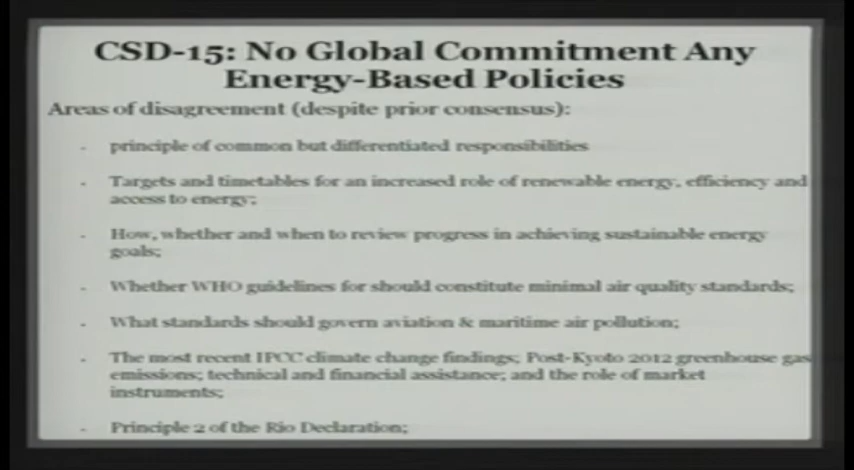 CSD-15: No Global Commitment Any
Energy-Based Policies
Areas of disagreement (despite prior consensus):
- principle of common but differentiated responsibilities
- Targets and timetables for an increased role of renewable energy, efficiency and
access to energy;
- How, whether and when to review progress in achieving sustainable energy
goals;
- Whether WHO guidelines for should constitute minimal air quality standards;
- What standards should govern aviation & maritime air pollution;
- The most recent IPCC climate change findings; Post-Kyoto 2012 greenhouse gas
emissions; technical and financial assistance; and the role of market
instruments;
- Principle 2 of the Rio Declaration;